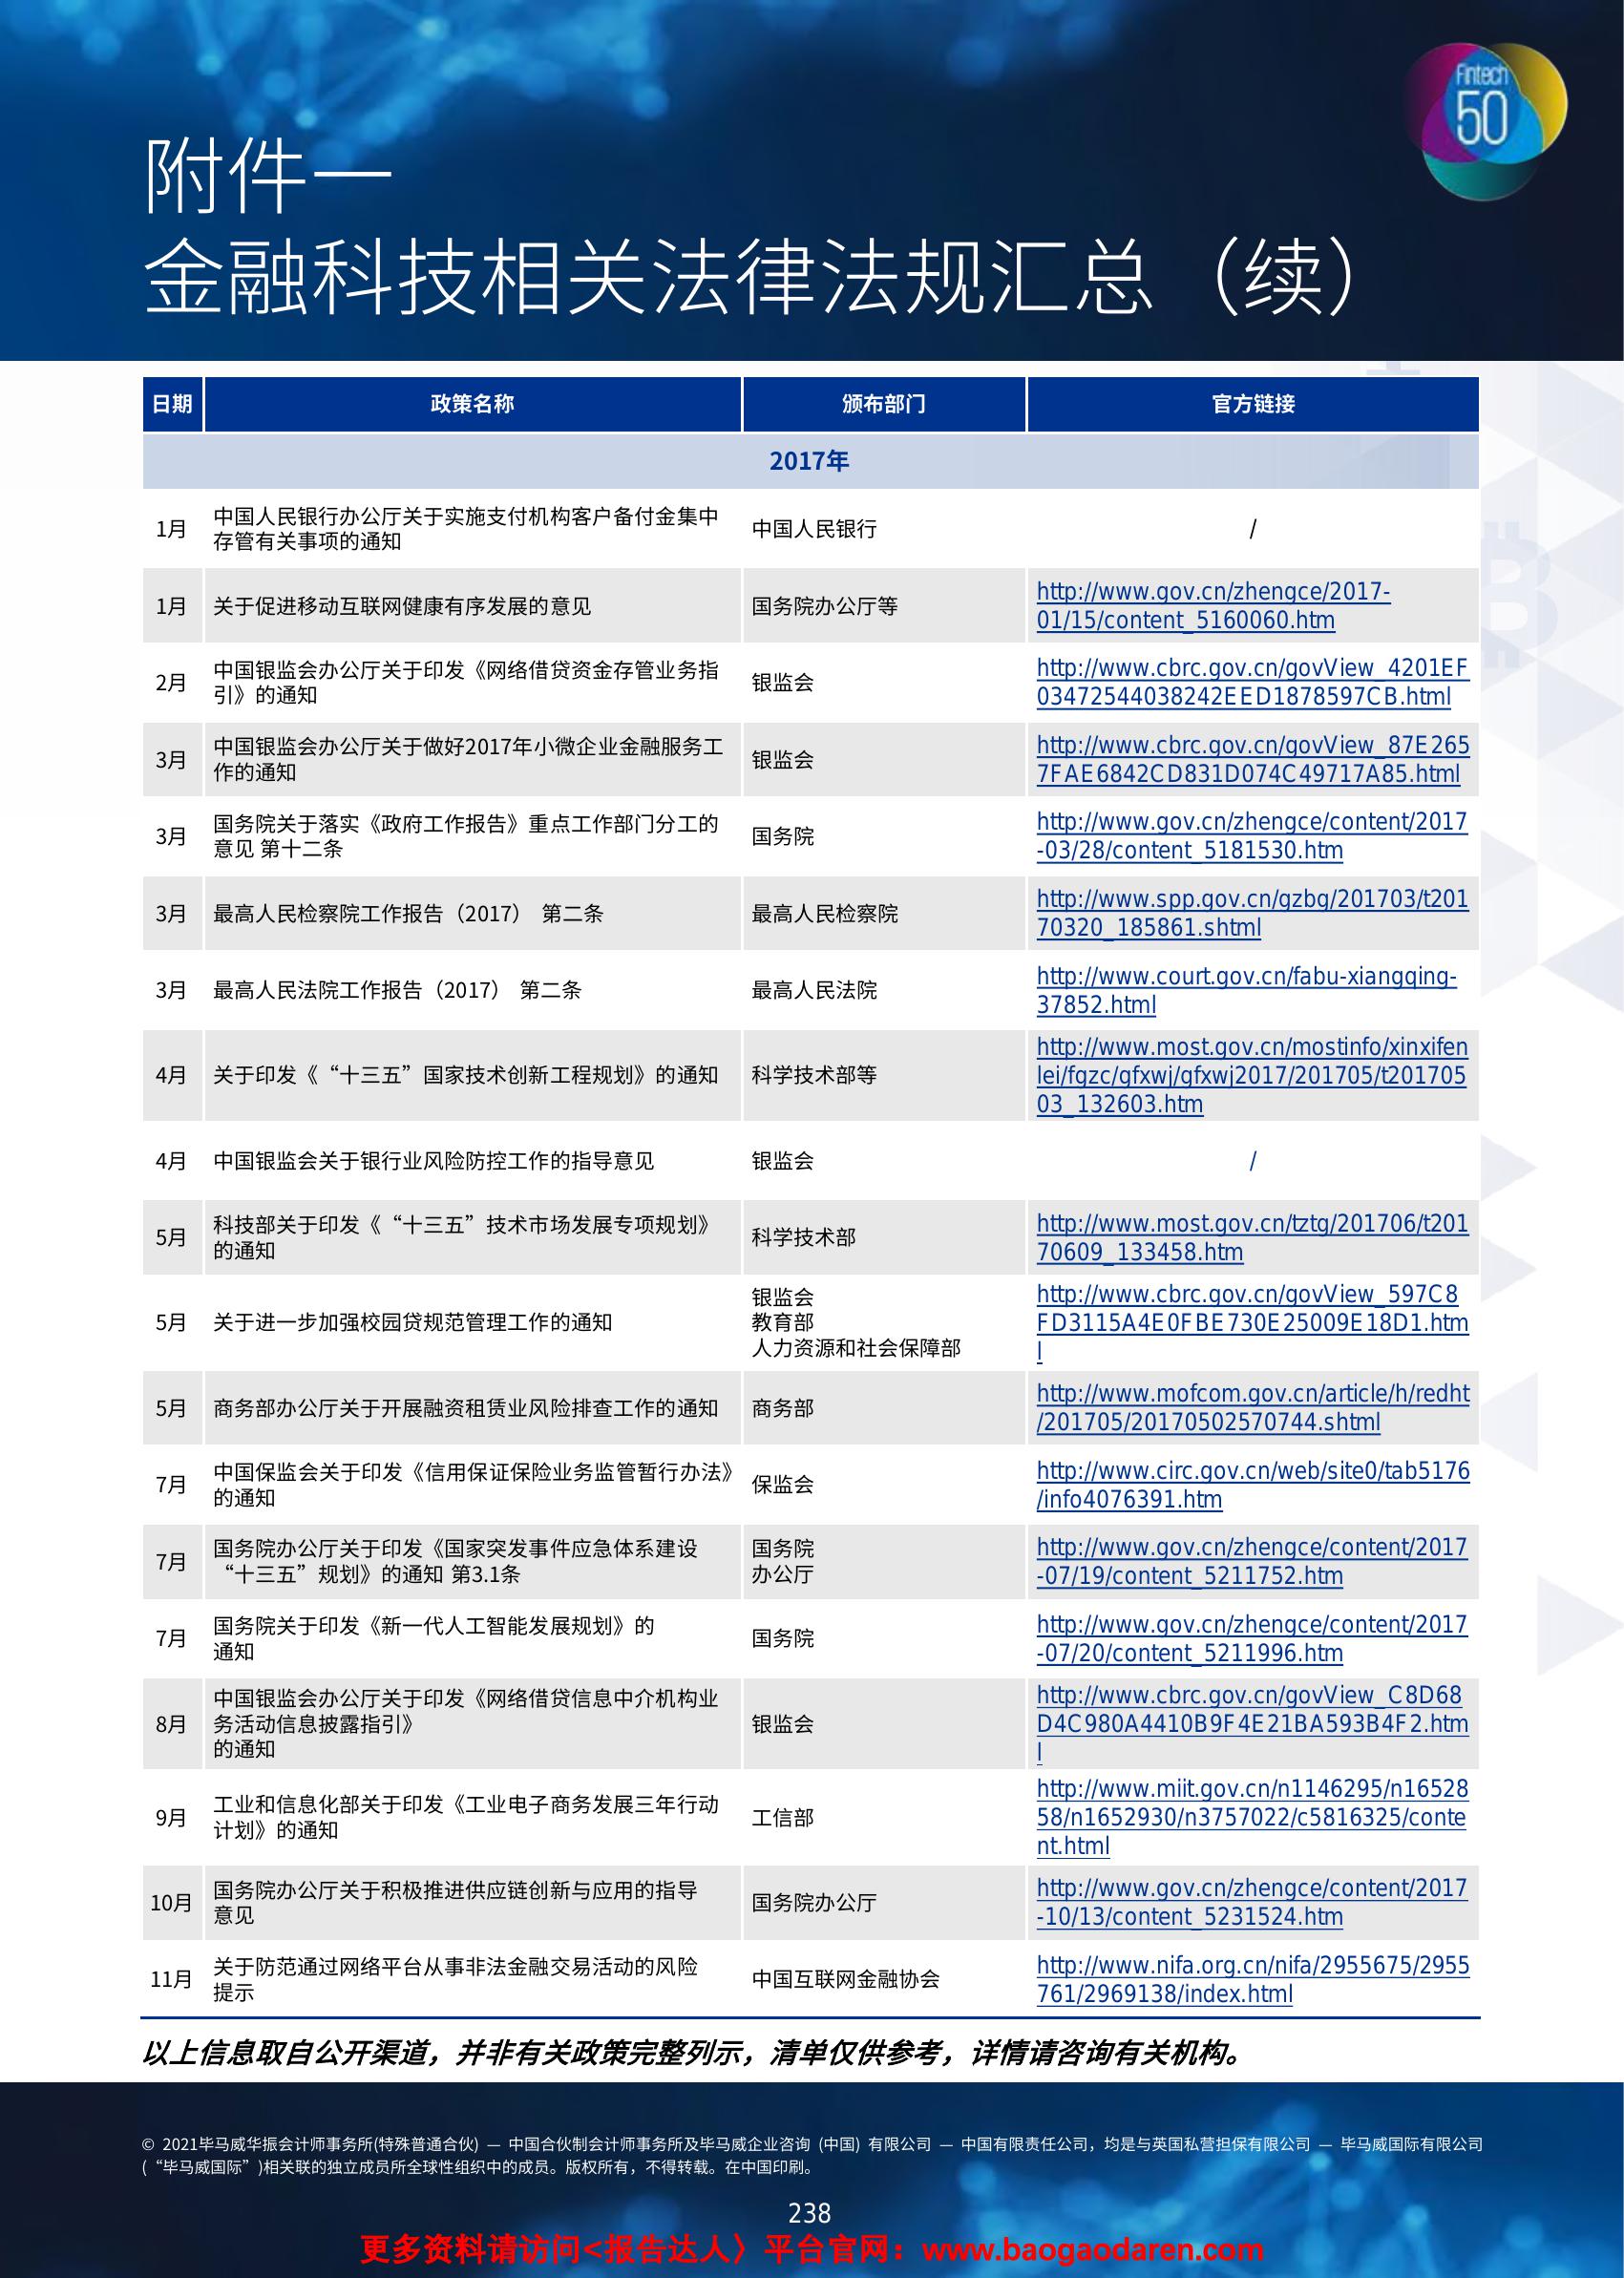 Fintech
50
附件一
金融科技相关法律法规汇总（续）
日期 政策名称 颁布部门 官方链接
2017年
1月 中国人民银行办公厅关于实施支付机构客户备付金集中
存管有关事项的通知 中国人民银行 /
1月 关于促进移动互联网健康有序发展的意见 国务院办公厅等 http://www.gov.cn/zhengce/2017-
01/15/content_5160060.htm
2月 中国银监会办公厅关于印发《网络借贷资金存管业务指
引》的通知 银监会 http://www.cbrc.gov.cn/govView_4201EF
03472544038242EED1878597CB.html
3月 中国银监会办公厅关于做好2017年小微企业金融服务工
作的通知 银监会 http://www.cbrc.gov.cn/govView_87E265
7FAE6842CD831D074C49717A85.html
3月 国务院关于落实《政府工作报告》重点工作部门分工的
意见 第十二条 国务院 http://www.gov.cn/zhengce/content/2017
-03/28/content_5181530.htm
3月 最高人民检察院工作报告（2017） 第二条 最高人民检察院 http://www.spp.gov.cn/gzbg/201703/t201
70320_185861.shtml
3月 最高人民法院工作报告（2017） 第二条 最高人民法院 http://www.court.gov.cn/fabu-xiangqing-
37852.html
4月 关于印发《“十三五”国家技术创新工程规划》的通知 科学技术部等 http://www.most.gov.cn/mostinfo/xinxifen
lei/fgzc/gfxwj/gfxwj2017/201705/t201705
03_132603.htm
4月 中国银监会关于银行业风险防控工作的指导意见 银监会 /
5月 科技部关于印发《“十三五”技术市场发展专项规划》
的通知 科学技术部 http://www.most.gov.cn/tztg/201706/t201
70609_133458.htm
5月 关于进一步加强校园贷规范管理工作的通知 银监会
教育部
人力资源和社会保障部 http://www.cbrc.gov.cn/govView_597C8
FD3115A4E0FBE730E25009E18D1.htm
l
5月 商务部办公厅关于开展融资租赁业风险排查工作的通知 商务部 http://www.mofcom.gov.cn/article/h/redht
/201705/20170502570744.shtml
7月 中国保监会关于印发《信用保证保险业务监管暂行办法》
的通知 保监会 http://www.circ.gov.cn/web/site0/tab5176
/info4076391.htm
7月 国务院办公厅关于印发《国家突发事件应急体系建设
“十三五”规划》的通知 第3.1条 国务院
办公厅 http://www.gov.cn/zhengce/content/2017
-07/19/content_5211752.htm
7月 国务院关于印发《新一代人工智能发展规划》的
通知 国务院 http://www.gov.cn/zhengce/content/2017
-07/20/content_5211996.htm
8月 中国银监会办公厅关于印发《网络借贷信息中介机构业
务活动信息披露指引》
的通知 银监会 http://www.cbrc.gov.cn/govView_C8D68
D4C980A4410B9F4E21BA593B4F2.htm
l
9月 工业和信息化部关于印发《工业电子商务发展三年行动
计划》的通知 工信部 http://www.miit.gov.cn/n1146295/n16528
58/n1652930/n3757022/c5816325/conte
nt.html
10月 国务院办公厅关于积极推进供应链创新与应用的指导
意见 国务院办公厅 http://www.gov.cn/zhengce/content/2017
-10/13/content_5231524.htm
11月 关于防范通过网络平台从事非法金融交易活动的风险
提示 中国互联网金融协会 http://www.nifa.org.cn/nifa/2955675/2955
761/2969138/index.html
以上信息取自公开渠道，并非有关政策完整列示，清单仅供参考，详情请咨询有关机构。
© 2021毕马威华振会计师事务所(特殊普通合伙) — 中国合伙制会计师事务所及毕马威企业咨询 (中国) 有限公司 — 中国有限责任公司，均是与英国私营担保有限公司 — 毕马威国际有限公司
(“毕马威国际”)相关联的独立成员所全球性组织中的成员。版权所有，不得转载。在中国印刷。
238
更多资料请访问<报告达人〉平台官网：www.baogaodaren.com